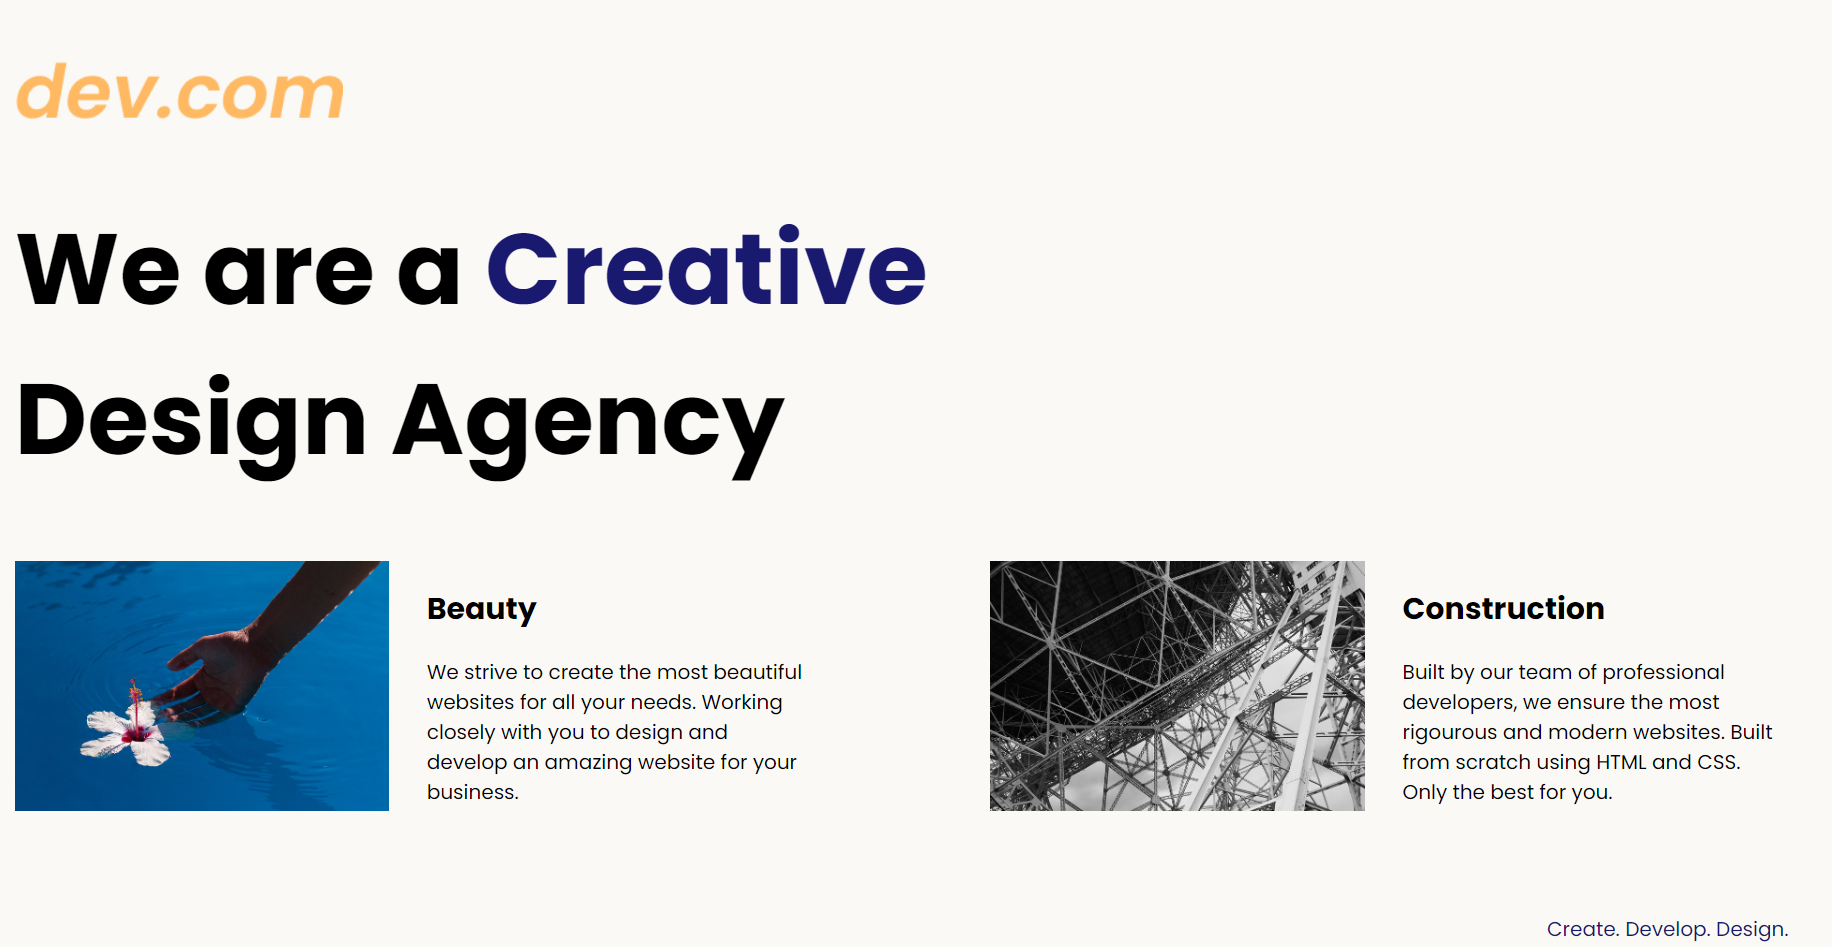 dev.com
We are a Creative
Design Agency
Beauty
We strive to create the most beautiful
websites for all your needs. Working
closely with you to design and
develop an amazing website for your
business.
Construction
Built by our team of professional
developers, we ensure the most
rigourous and modern websites. Built
from scratch using HTML and CSS.
Only the best for you.
Create. Develop. Design.